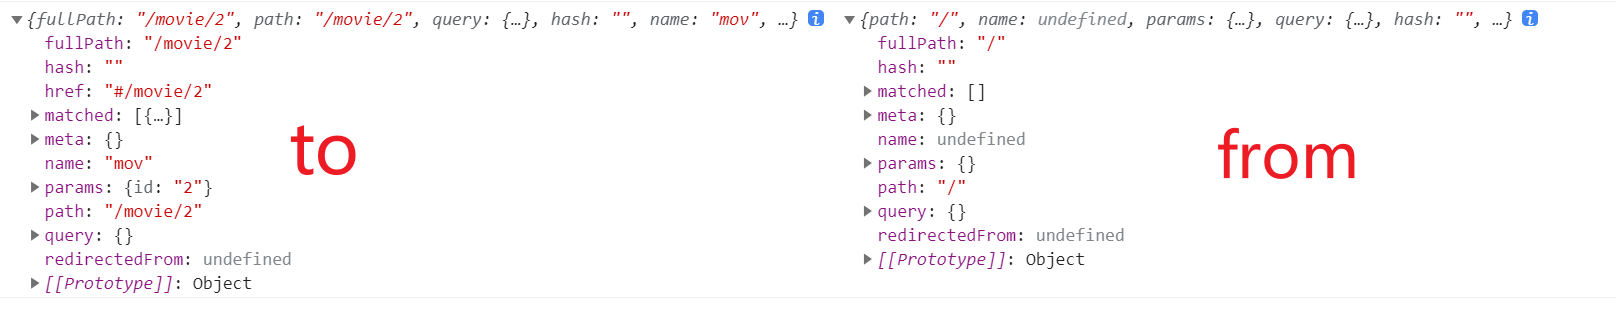 {fullPath: "/movie/2", path: "/movie/2", query: {…}, hash: "", name: "mov", …} i
fullPath: "/movie/2"
hash: ""
href: "#/movie/2"
matched: [{…}]
meta: {}
name: "mov"
params: {id: "2"}
path: "/movie/2"
query: {}
redirectedFrom: undefined
[[Prototype]]: Object
to
{path: "/", name: undefined, params: {…}, query: {…}, hash: "", …} i
fullPath: "/"
hash: ""
matched: []
meta: {}
name: undefined
params: {}
path: "/"
query: {}
redirectedFrom: undefined
[[Prototype]]: Object
from